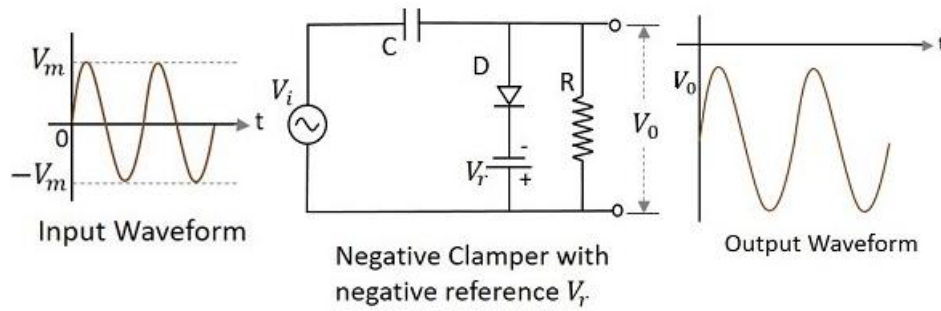 V_m
0
t
-V_m
Input Waveform
V_i
C
D
R
-
V_r
+
V_0
Negative Clamper with
negative reference V_r
t
V_0
Output Waveform